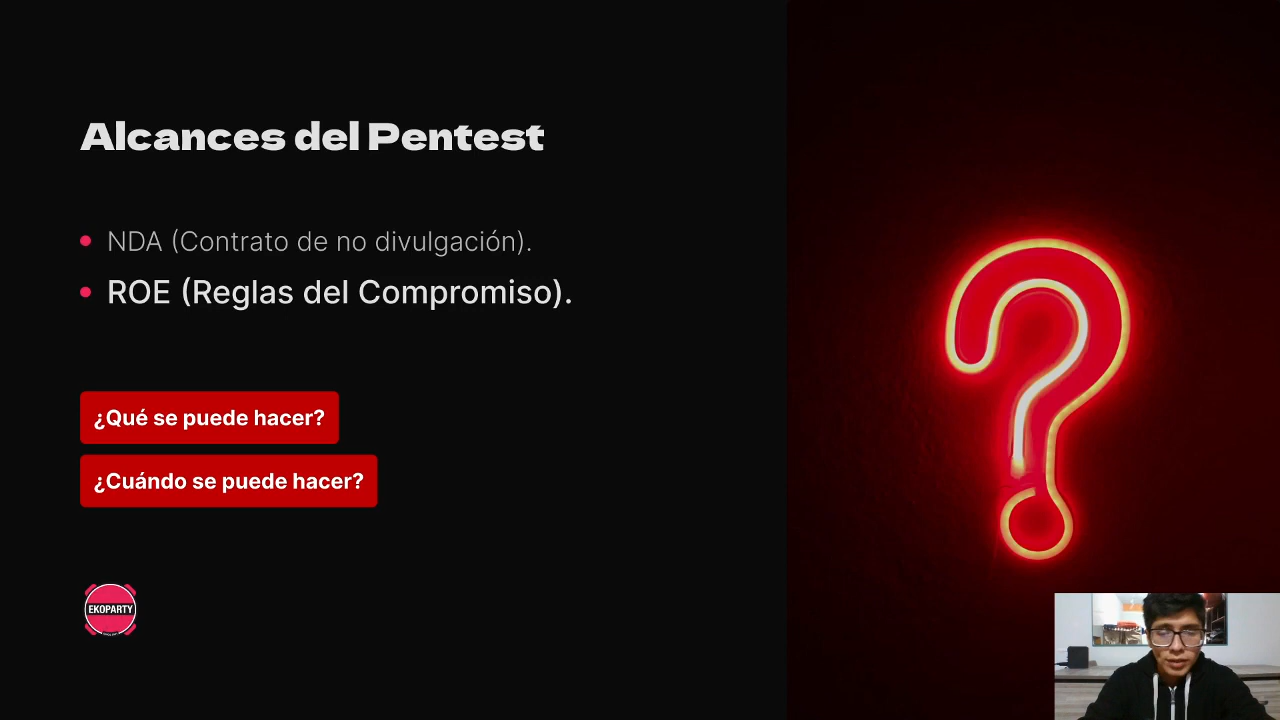 Alcances del Pentest
NDA (Contrato de no divulgación).
ROE (Reglas del Compromiso).
¿Qué se puede hacer?
¿Cuándo se puede hacer?
EKOPARTY